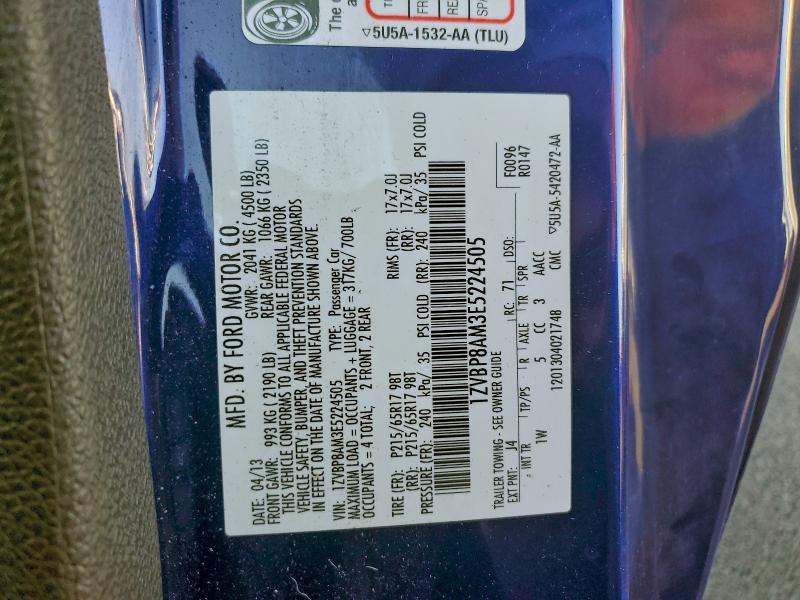 The
TI
FR
RE
SPA
▽5U5A-1532-AA (TLU)
MFD. BY FORD MOTOR CO.
DATE: 04/13 GVWR: 2041 KG ( 4500 LB)
FRONT GAWR: 993 KG ( 2190 LB) REAR GAWR: 1066 KG ( 2350 LB)
THIS VEHICLE CONFORMS TO ALL APPLICABLE FEDERAL MOTOR
VEHICLE SAFETY, BUMPER, AND THEFT PREVENTION STANDARDS
IN EFFECT ON THE DATE OF MANUFACTURE SHOWN ABOVE.
VIN: 1ZVBP8AM3E5224505 TYPE: Passenger Car
MAXIMUM LOAD = OCCUPANTS + LUGGAGE = 317KG/ 700LB
OCCUPANTS = 4 TOTAL: 2 FRONT, 2 REAR
TIRE (FR): P215/65R17 98T RIMS (FR): 17x7.0J
(RR): P215/65R17 98T (RR): 17x7.0J
PRESSURE (FR): 240 kPa/ 35 PSI COLD (RR): 240 kPa/ 35 PSI COLD
1ZVBP8AM3E5224505
TRAILER TOWING - SEE OWNER GUIDE
F0096
R0147
EXT PNT: J4 RC: 71 DSO:
INT TR TP/PS R AXLE TR SPR
1W 5 CC 3 AACC
1201304021748 CMC
▽5U5A-5420472-AA